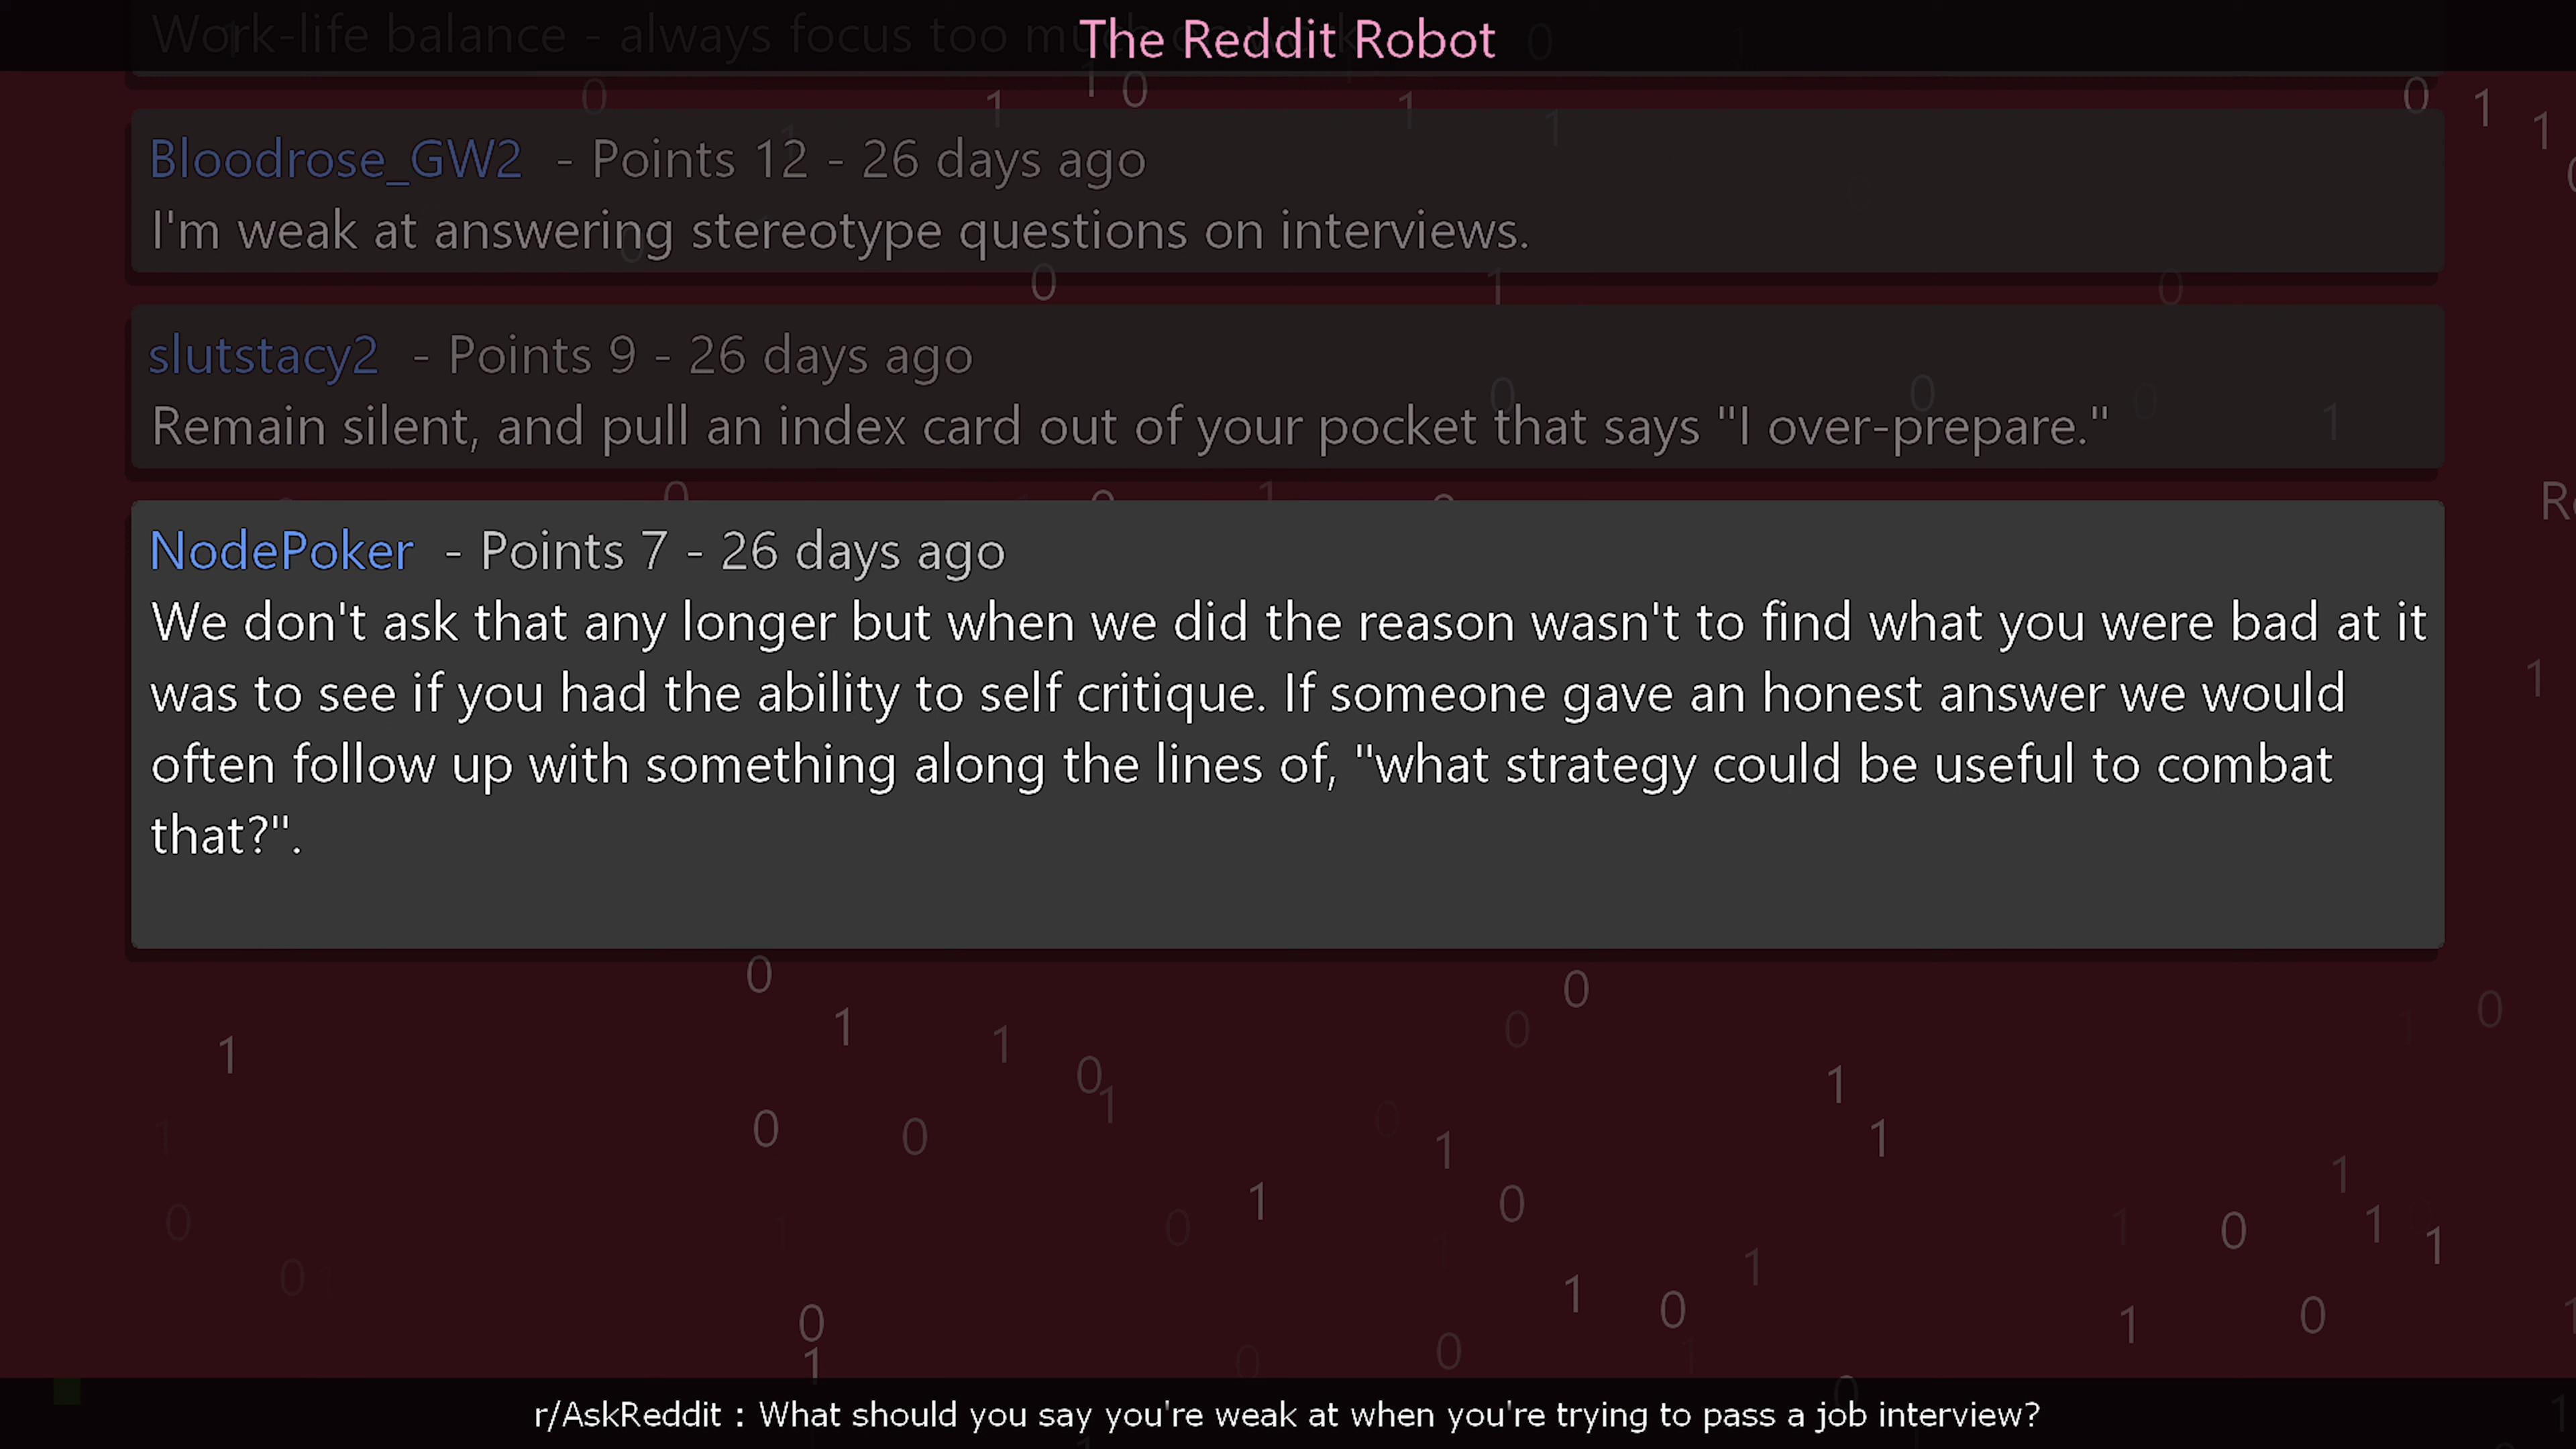 The Reddit Robot
Work-life balance - always focus too
Bloodrose_GW2 - Points 12 - 26 days ago
I'm weak at answering stereotype questions on interviews.
slutstacy2 - Points 9 - 26 days ago
Remain silent, and pull an index card out of your pocket that says "I over-prepare."
NodePoker - Points 7 - 26 days ago
We don't ask that any longer but when we did the reason wasn't to find what you were bad at it
was to see if you had the ability to self critique. If someone gave an honest answer we would
often follow up with something along the lines of, "what strategy could be useful to combat
that?".
r/AskReddit : What should you say you're weak at when you're trying to pass a job interview?